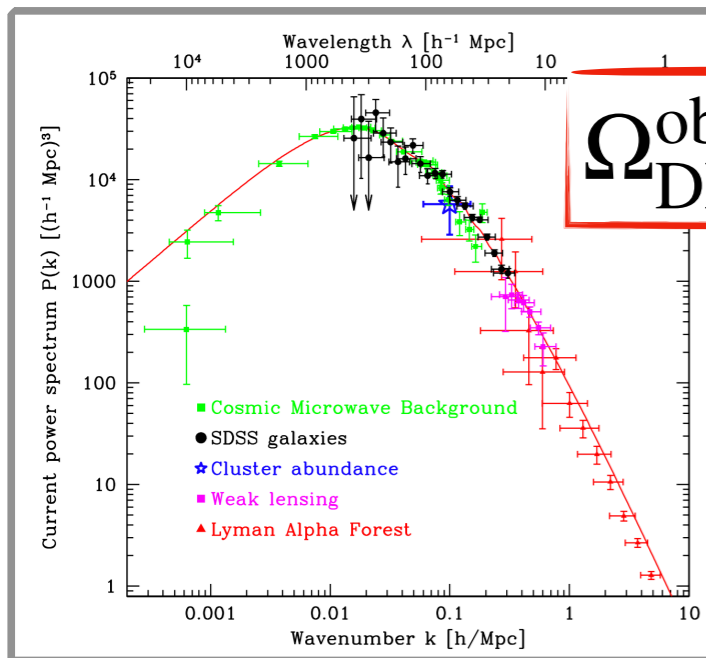 Wavelength λ [h⁻¹ Mpc]
10⁴ 1000 100 10 1
Current power spectrum P(k) [(h⁻¹ Mpc)³]
10⁵
10⁴
1000
100
10
1
Cosmic Microwave Background
SDSS galaxies
Cluster abundance
Weak lensing
Lyman Alpha Forest
0.001 0.01 0.1 1 10
Wavenumber k [h/Mpc]